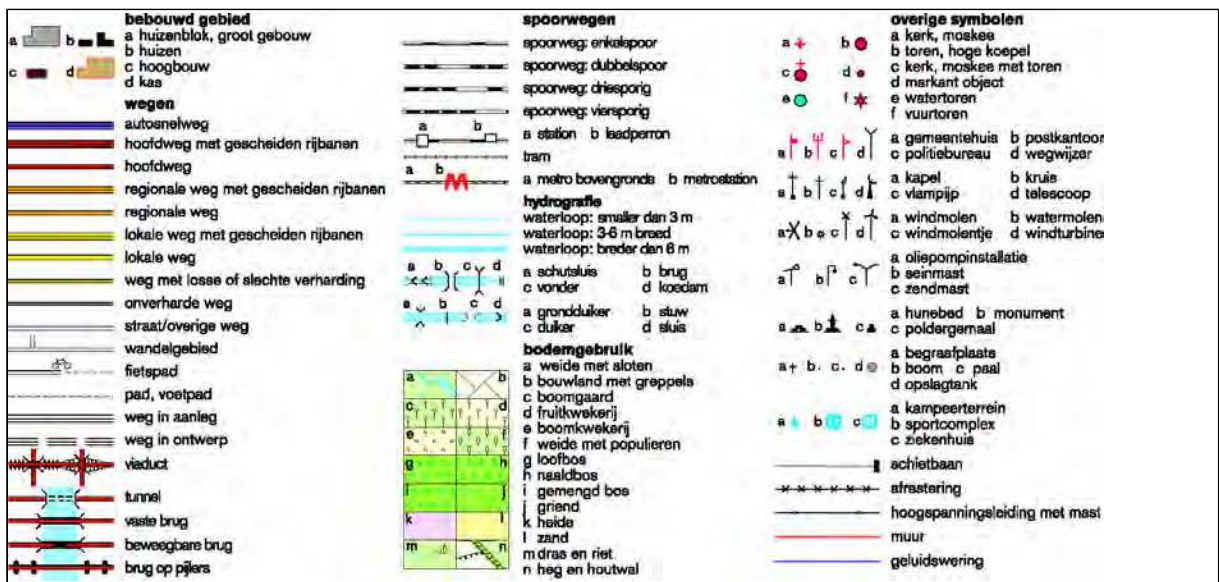 bebouwd gebied
a b a huizenblok, groot gebouw
b huizen
c d c hoogbouw
d kas
wegen
autosnelweg
hoofdweg met gescheiden rijbanen
hoofdweg
regionale weg met gescheiden rijbanen
regionale weg
lokale weg met gescheiden rijbanen
lokale weg
weg met losse of slechte verharding
onverharde weg
straat/overige weg
wandelgebied
fietspad
pad, voetpad
weg in aanleg
weg in ontwerp
viaduct
tunnel
vaste brug
beweegbare brug
brug op pijlers
spoorwegen
spoorweg: enkelspoor
spoorweg: dubbelspoor
spoorweg: driesporig
spoorweg: viersporig
a b
a station b laadperron
tram
a b
M
a metro bovengronds b metrostation
hydrografie
waterloop: smaller dan 3 m
waterloop: 3-6 m breed
waterloop: breder dan 6 m
a b c d
a schutsluis b brug
c vonder d koedam
a b c d
a grondduiker b stuw
c duiker d sluis
bodemgebruik
a b a weide met sloten
b bouwland met greppels
c d c boomgaard
d fruitkwekerij
e f e boomkwekerij
f weide met populieren
g h g loofbos
h naaldbos
i j i gemengd bos
j griend
k l k heide
l zand
m n m dras en riet
n heg en houtwal
overige symbolen
a b a kerk, moskee
b toren, hoge koepel
c d c kerk, moskee met toren
d markant object
e f e watertoren
f vuurtoren
a b c d a gemeentehuis b postkantoor
c politiebureau d wegwijzer
a b c d a kapel b kruis
c vlampijp d telescoop
a b c d a windmolen b watermolen
c windmolentje d windturbine
a b c a oliepompinstallatie
b seinmast
c zendmast
a b c a hunebed b monument
c poldergemaal
a b c d a begraafplaats
b boom c paal
d opslagtank
a b c a kampeerterrein
b sportcomplex
c ziekenhuis
schietbaan
afrastering
hoogspanningsleiding met mast
muur
geluidswering